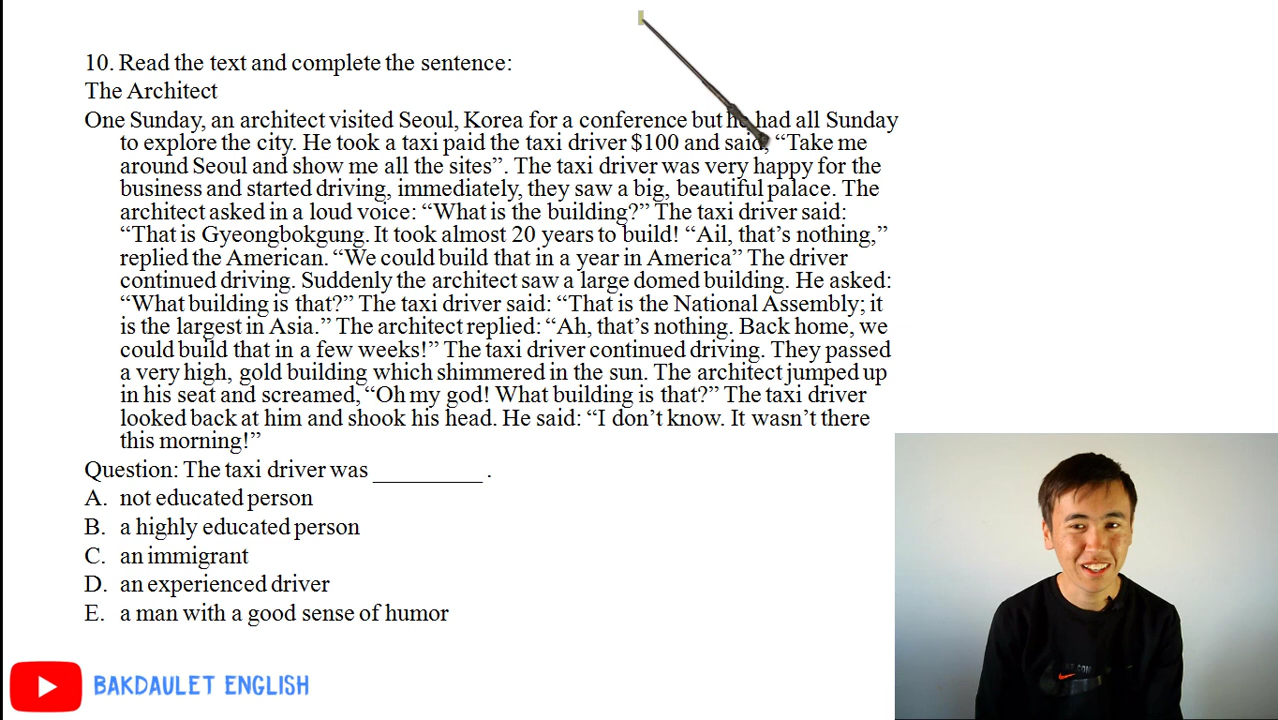 10. Read the text and complete the sentence:
The Architect
One Sunday, an architect visited Seoul, Korea for a conference but he had all Sunday
to explore the city. He took a taxi paid the taxi driver $100 and said, “Take me
around Seoul and show me all the sites”. The taxi driver was very happy for the
business and started driving, immediately, they saw a big, beautiful palace. The
architect asked in a loud voice: “What is the building?” The taxi driver said:
“That is Gyeongbokgung. It took almost 20 years to build! “Ail, that’s nothing,”
replied the American. “We could build that in a year in America” The driver
continued driving. Suddenly the architect saw a large domed building. He asked:
“What building is that?” The taxi driver said: “That is the National Assembly; it
is the largest in Asia.” The architect replied: “Ah, that’s nothing. Back home, we
could build that in a few weeks!” The taxi driver continued driving. They passed
a very high, gold building which shimmered in the sun. The architect jumped up
in his seat and screamed, “Oh my god! What building is that?” The taxi driver
looked back at him and shook his head. He said: “I don’t know. It wasn’t there
this morning!”
Question: The taxi driver was _________ .
A. not educated person
B. a highly educated person
C. an immigrant
D. an experienced driver
E. a man with a good sense of humor
BAKDAULET ENGLISH